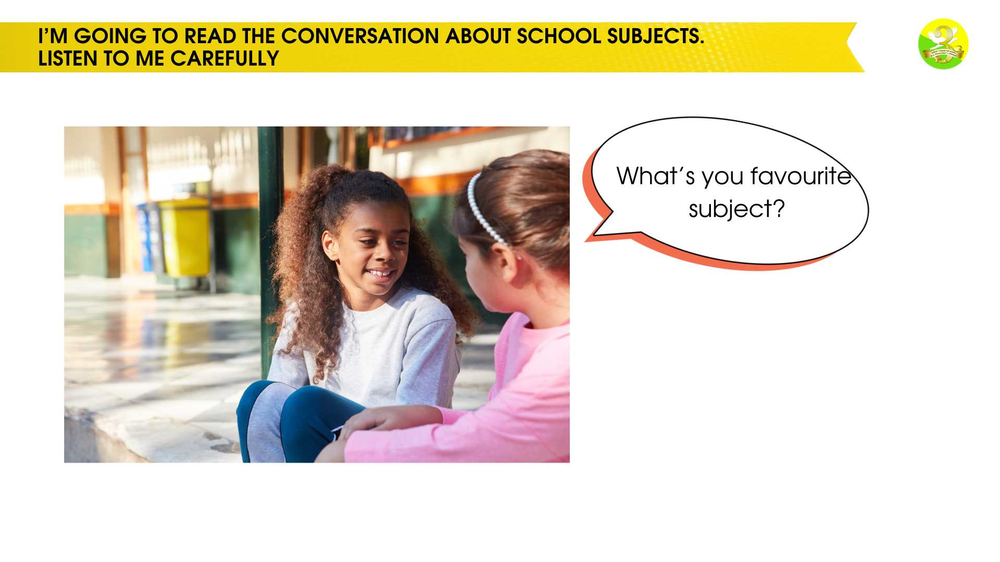 I’M GOING TO READ THE CONVERSATION ABOUT SCHOOL SUBJECTS.
LISTEN TO ME CAREFULLY
What’s you favourite
subject?